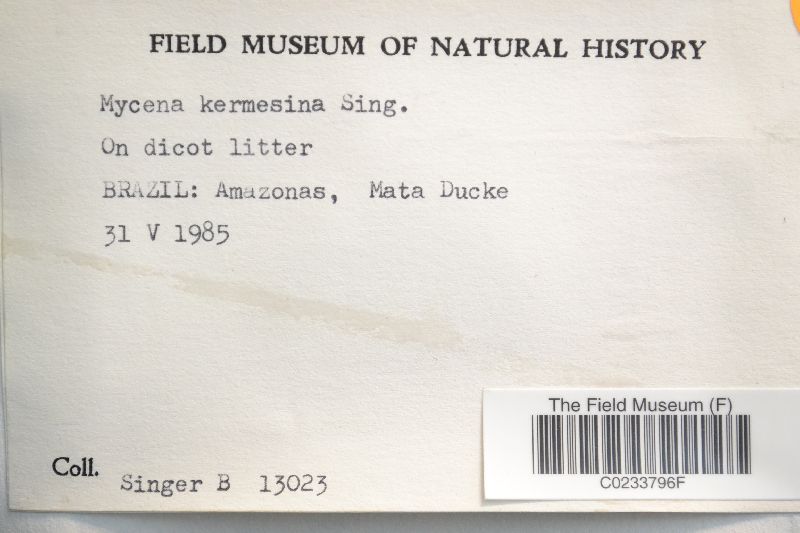 FIELD MUSEUM OF NATURAL HISTORY
Mycena kermesina Sing.
On dicot litter
BRAZIL: Amazonas, Mata Ducke
31 V 1985
Coll. Singer B 13023
The Field Museum (F)
C0233796F